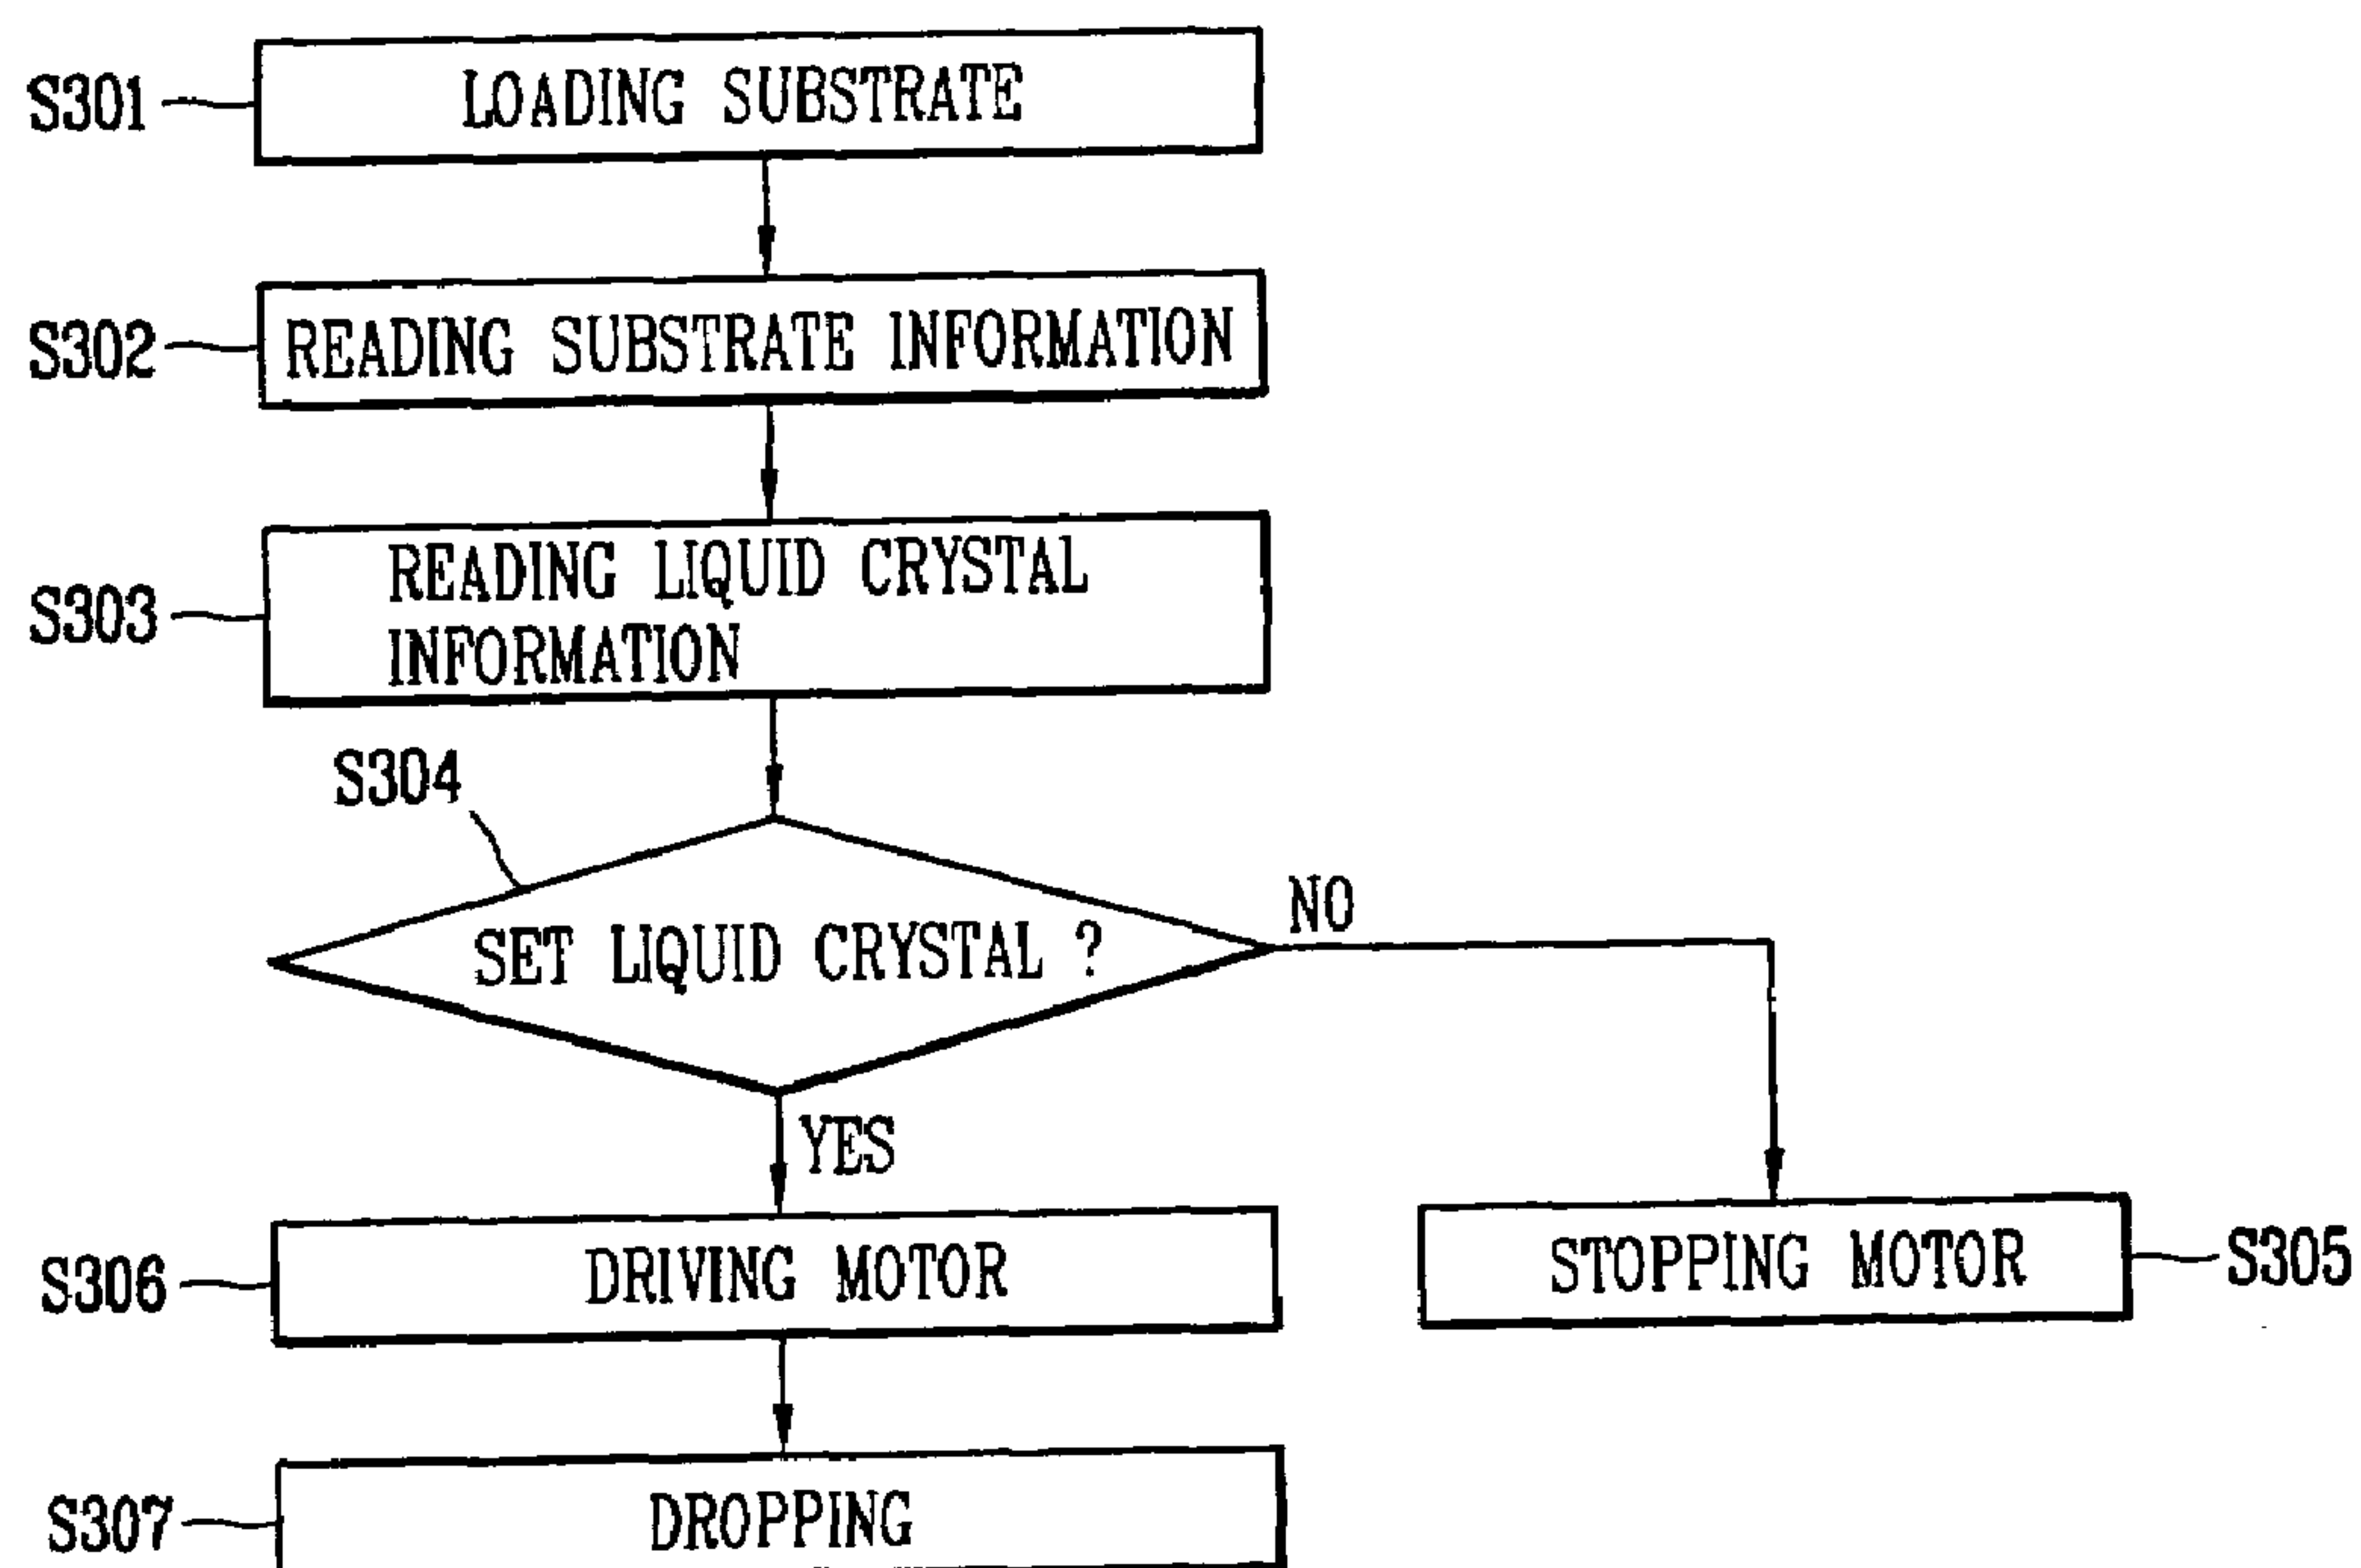 S301
LOADING SUBSTRATE
S302
READING SUBSTRATE INFORMATION
S303
READING LIQUID CRYSTAL
INFORMATION
S304
SET LIQUID CRYSTAL ?
NO
YES
S306
DRIVING MOTOR
STOPPING MOTOR
S305
S307
DROPPING